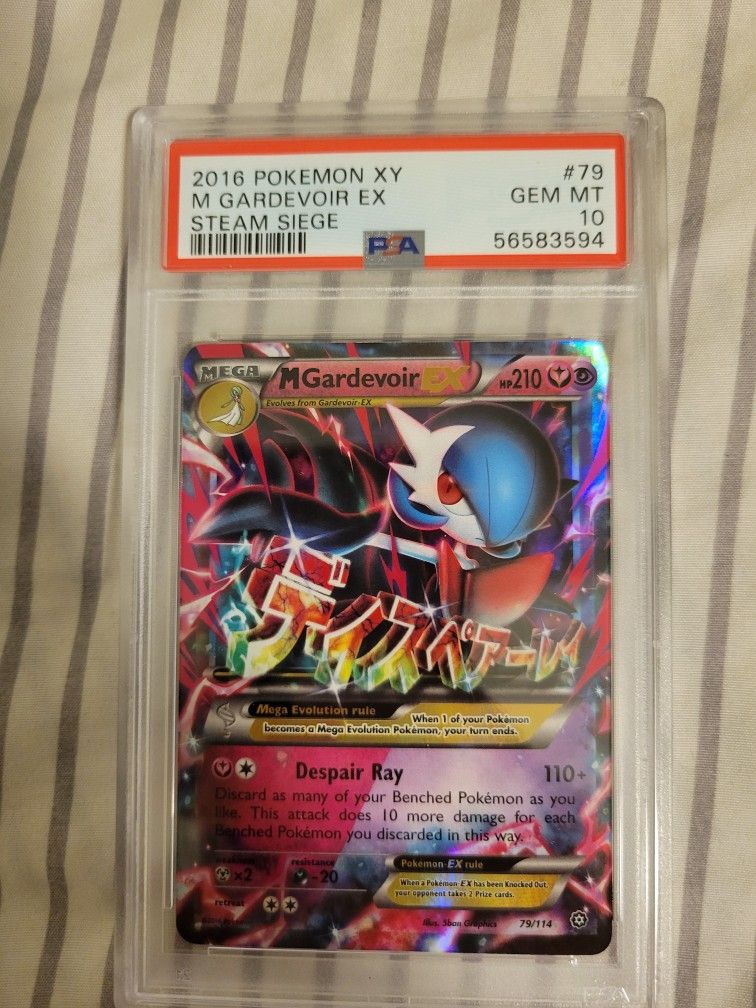 2016 POKEMON XY #79
M GARDEVOIR EX GEM MT
STEAM SIEGE 10
PSA 56583594
MEGA M Gardevoir EX HP210
Evolves from Gardevoir-EX
ディスペアーレイ
Mega Evolution rule
When 1 of your Pokémon
becomes a Mega Evolution Pokémon, your turn ends.
Despair Ray 110+
Discard as many of your Benched Pokémon as you
like. This attack does 10 more damage for each
Benched Pokémon you discarded in this way.
weakness resistance Pokémon-EX rule
×2 -20
When a Pokémon-EX has been Knocked Out,
your opponent takes 2 Prize cards.
retreat
©2016 Illus. 5ban Graphics 79/114